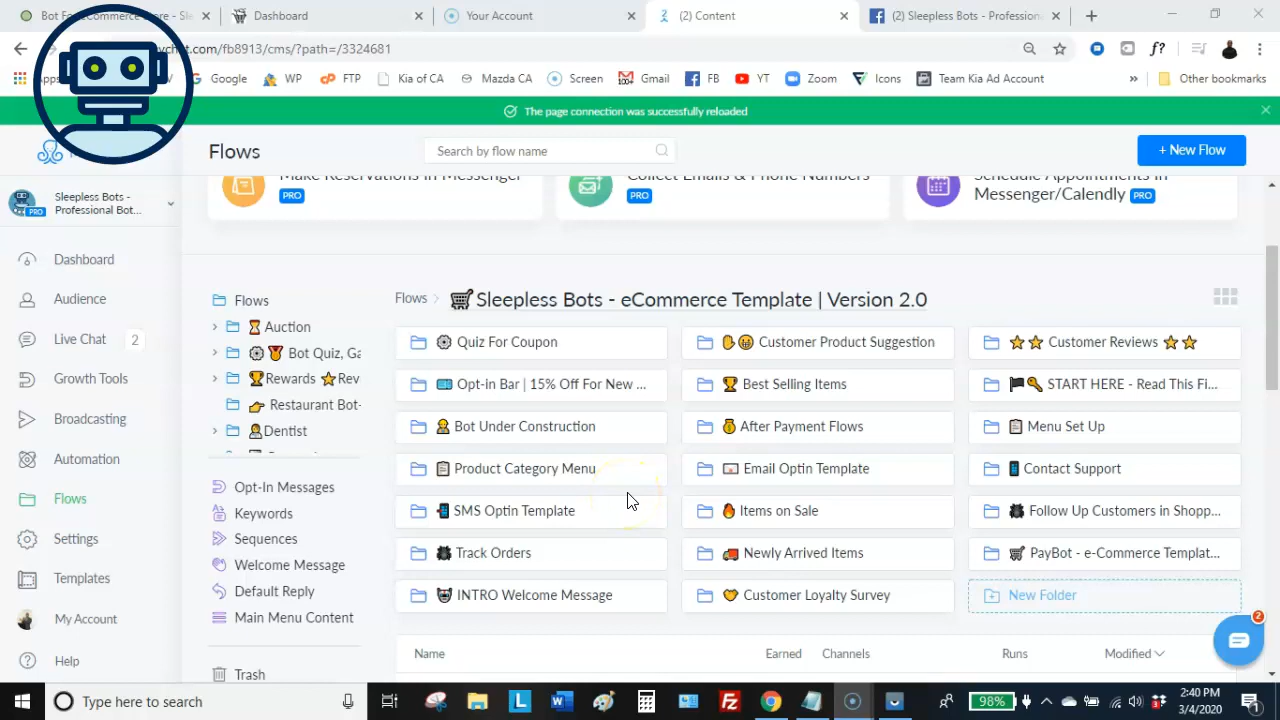 Bot For eCommerce Store - Sle
Dashboard
Your Account
(2) Content
(2) Sleepless Bots - Profession
ychat.com/fb8913/cms/?path=/3324681
Google
WP
FTP
Kia of CA
Mazda CA
Screen
Gmail
FB
YT
Zoom
Icons
Team Kia Ad Account
Other bookmarks
The page connection was successfully reloaded
Flows
Search by flow name
+ New Flow
Make Reservations in Messenger
PRO
Collect Emails & Phone Numbers
PRO
Schedule Appointments in
Messenger/Calendly PRO
Sleepless Bots -
Professional Bot...
PRO
Dashboard
Audience
Live Chat 2
Growth Tools
Broadcasting
Automation
Flows
Settings
Templates
My Account
Help
Flows
Auction
Bot Quiz, Ga
Rewards Rev
Restaurant Bot-
Dentist
Opt-In Messages
Keywords
Sequences
Welcome Message
Default Reply
Main Menu Content
Trash
Flows > Sleepless Bots - eCommerce Template | Version 2.0
Quiz For Coupon
Customer Product Suggestion
Customer Reviews
Opt-in Bar | 15% Off For New ...
Best Selling Items
START HERE - Read This Fi...
Bot Under Construction
After Payment Flows
Menu Set Up
Product Category Menu
Email Optin Template
Contact Support
SMS Optin Template
Items on Sale
Follow Up Customers in Shopp...
Track Orders
Newly Arrived Items
PayBot - e-Commerce Templat...
INTRO Welcome Message
Customer Loyalty Survey
New Folder
Name
Earned
Channels
Runs
Modified
2
Type here to search
98%
2:40 PM
3/4/2020
1